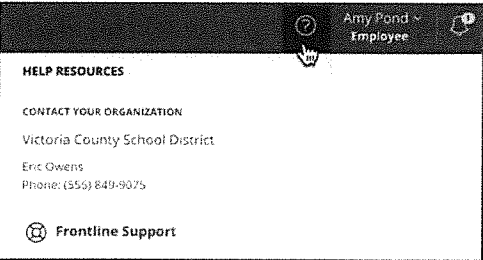 Amy Pond
Employee
HELP RESOURCES
CONTACT YOUR ORGANIZATION
Victoria County School District
Eric Owens
Phone: (555) 849-9075
Frontline Support